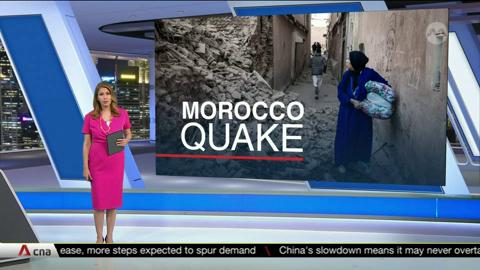 MOROCCO
QUAKE
cna
ease, more steps expected to spur demand \ China's slowdown means it may never overta